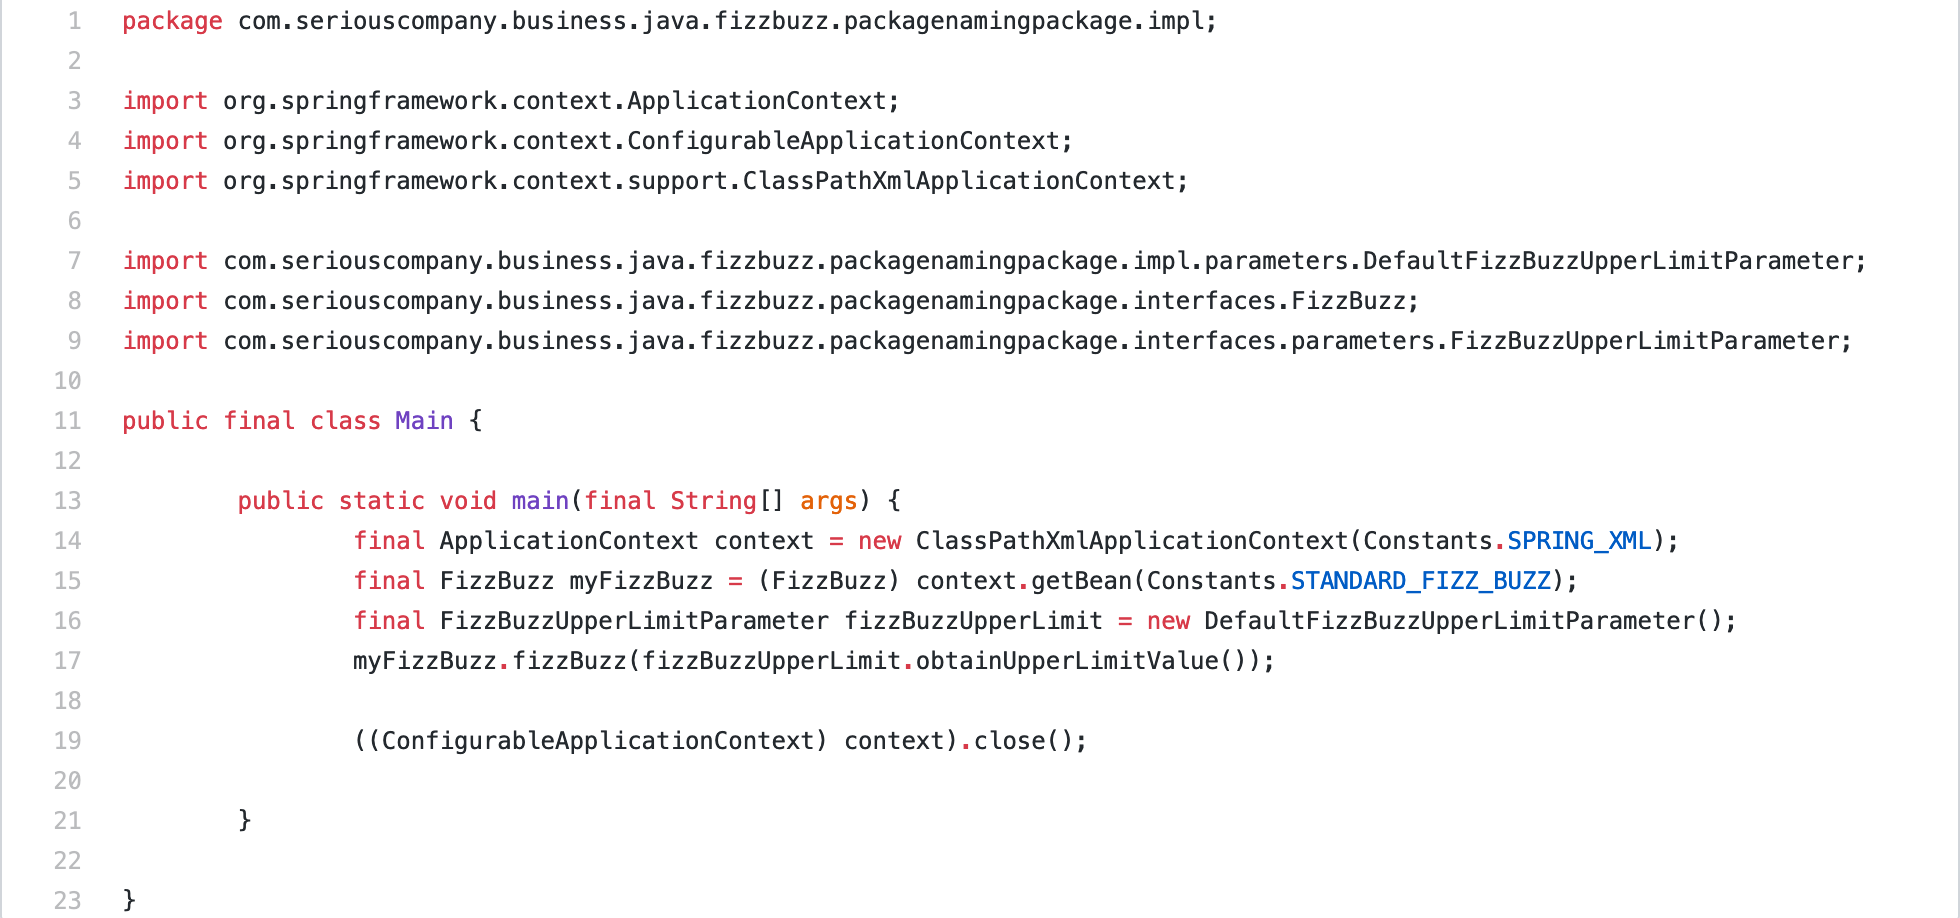 1 package com.seriouscompany.business.java.fizzbuzz.packagenamingpackage.impl;
2
3 import org.springframework.context.ApplicationContext;
4 import org.springframework.context.ConfigurableApplicationContext;
5 import org.springframework.context.support.ClassPathXmlApplicationContext;
6
7 import com.seriouscompany.business.java.fizzbuzz.packagenamingpackage.impl.parameters.DefaultFizzBuzzUpperLimitParameter;
8 import com.seriouscompany.business.java.fizzbuzz.packagenamingpackage.interfaces.FizzBuzz;
9 import com.seriouscompany.business.java.fizzbuzz.packagenamingpackage.interfaces.parameters.FizzBuzzUpperLimitParameter;
10
11 public final class Main {
12
13 public static void main(final String[] args) {
14 final ApplicationContext context = new ClassPathXmlApplicationContext(Constants.SPRING_XML);
15 final FizzBuzz myFizzBuzz = (FizzBuzz) context.getBean(Constants.STANDARD_FIZZ_BUZZ);
16 final FizzBuzzUpperLimitParameter fizzBuzzUpperLimit = new DefaultFizzBuzzUpperLimitParameter();
17 myFizzBuzz.fizzBuzz(fizzBuzzUpperLimit.obtainUpperLimitValue());
18
19 ((ConfigurableApplicationContext) context).close();
20
21 }
22
23 }